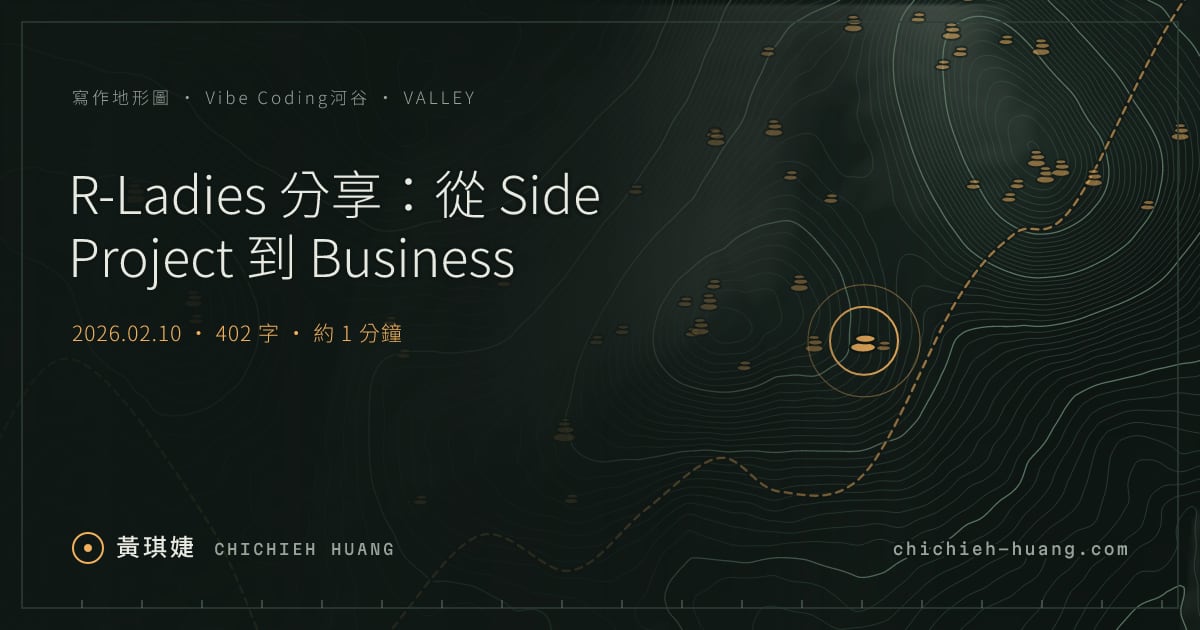 寫作地形圖 · Vibe Coding河谷 · VALLEY
R-Ladies 分享：從 Side
Project 到 Business
2026.02.10 · 402 字 · 約 1 分鐘
黃琪婕 CHICHIEH HUANG
chichieh-huang.com